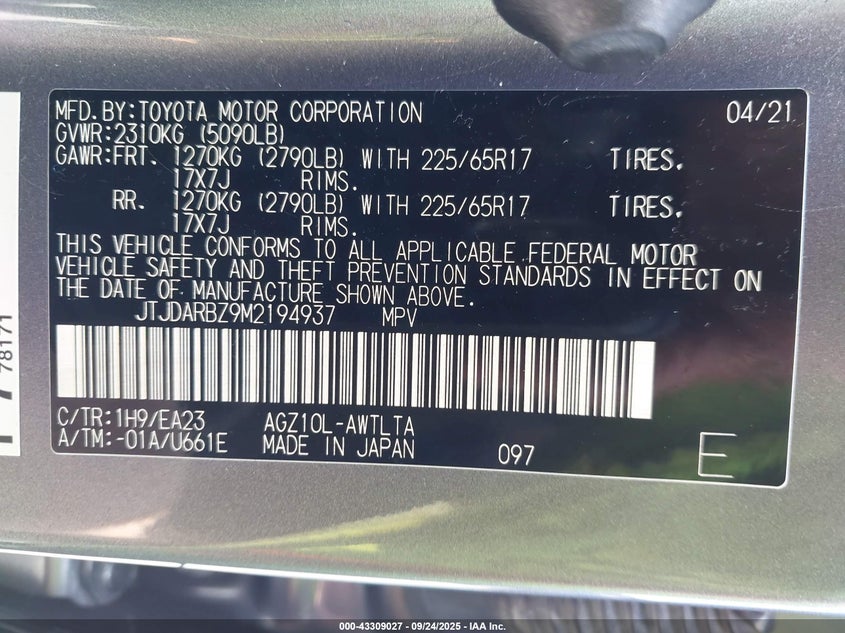 MFD.BY:TOYOTA MOTOR CORPORATION 04/21
GVWR:2310KG (5090LB)
GAWR:FRT. 1270KG (2790LB) WITH 225/65R17 TIRES.
17X7J RIMS.
RR. 1270KG (2790LB) WITH 225/65R17 TIRES.
17X7J RIMS.
THIS VEHICLE CONFORMS TO ALL APPLICABLE FEDERAL MOTOR
VEHICLE SAFETY AND THEFT PREVENTION STANDARDS IN EFFECT ON
THE DATE OF MANUFACTURE SHOWN ABOVE.
JTJDARBZ9M2194937 MPV
C/TR:1H9/EA23 AGZ10L-AWTLTA
A/TM:-01A/U661E MADE IN JAPAN 097 E
78171
000-43309027 - 09/24/2025 - IAA Inc.